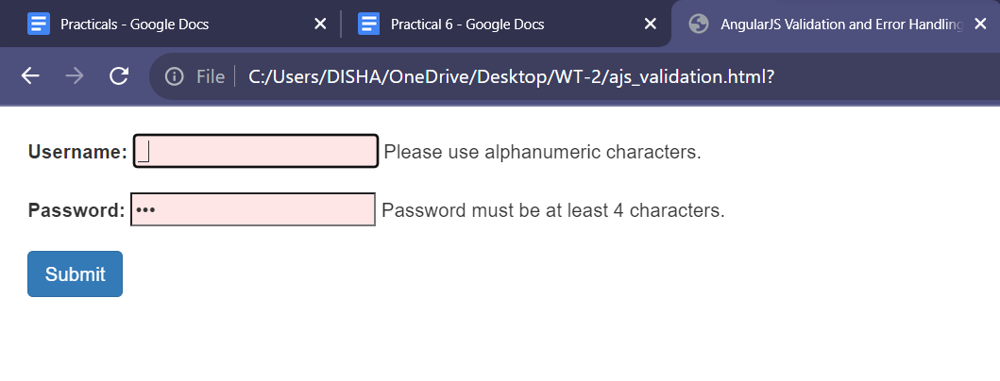 Practicals - Google Docs
Practical 6 - Google Docs
AngularJS Validation and Error Handling
File
C:/Users/DISHA/OneDrive/Desktop/WT-2/ajs_validation.html?
Username: _ Please use alphanumeric characters.
Password: ••• Password must be at least 4 characters.
Submit